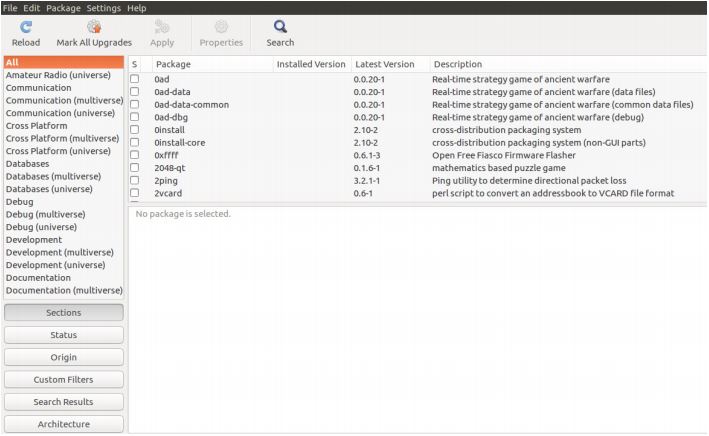 File Edit Package Settings Help
Reload Mark All Upgrades Apply Properties Search
All
Amateur Radio (universe)
Communication
Communication (multiverse)
Communication (universe)
Cross Platform
Cross Platform (multiverse)
Cross Platform (universe)
Databases
Databases (multiverse)
Databases (universe)
Debug
Debug (multiverse)
Debug (universe)
Development
Development (multiverse)
Development (universe)
Documentation
Documentation (multiverse)
Sections
Status
Origin
Custom Filters
Search Results
Architecture
S Package Installed Version Latest Version Description
0ad 0.0.20-1 Real-time strategy game of ancient warfare
0ad-data 0.0.20-1 Real-time strategy game of ancient warfare (data files)
0ad-data-common 0.0.20-1 Real-time strategy game of ancient warfare (common data files)
0ad-dbg 0.0.20-1 Real-time strategy game of ancient warfare (debug)
0install 2.10-2 cross-distribution packaging system
0install-core 2.10-2 cross-distribution packaging system (non-GUI parts)
0xffff 0.6.1-3 Open Free Fiasco Firmware Flasher
2048-qt 0.1.6-1 mathematics based puzzle game
2ping 3.2.1-1 Ping utility to determine directional packet loss
2vcard 0.6-1 perl script to convert an addressbook to VCARD file format
No package is selected.